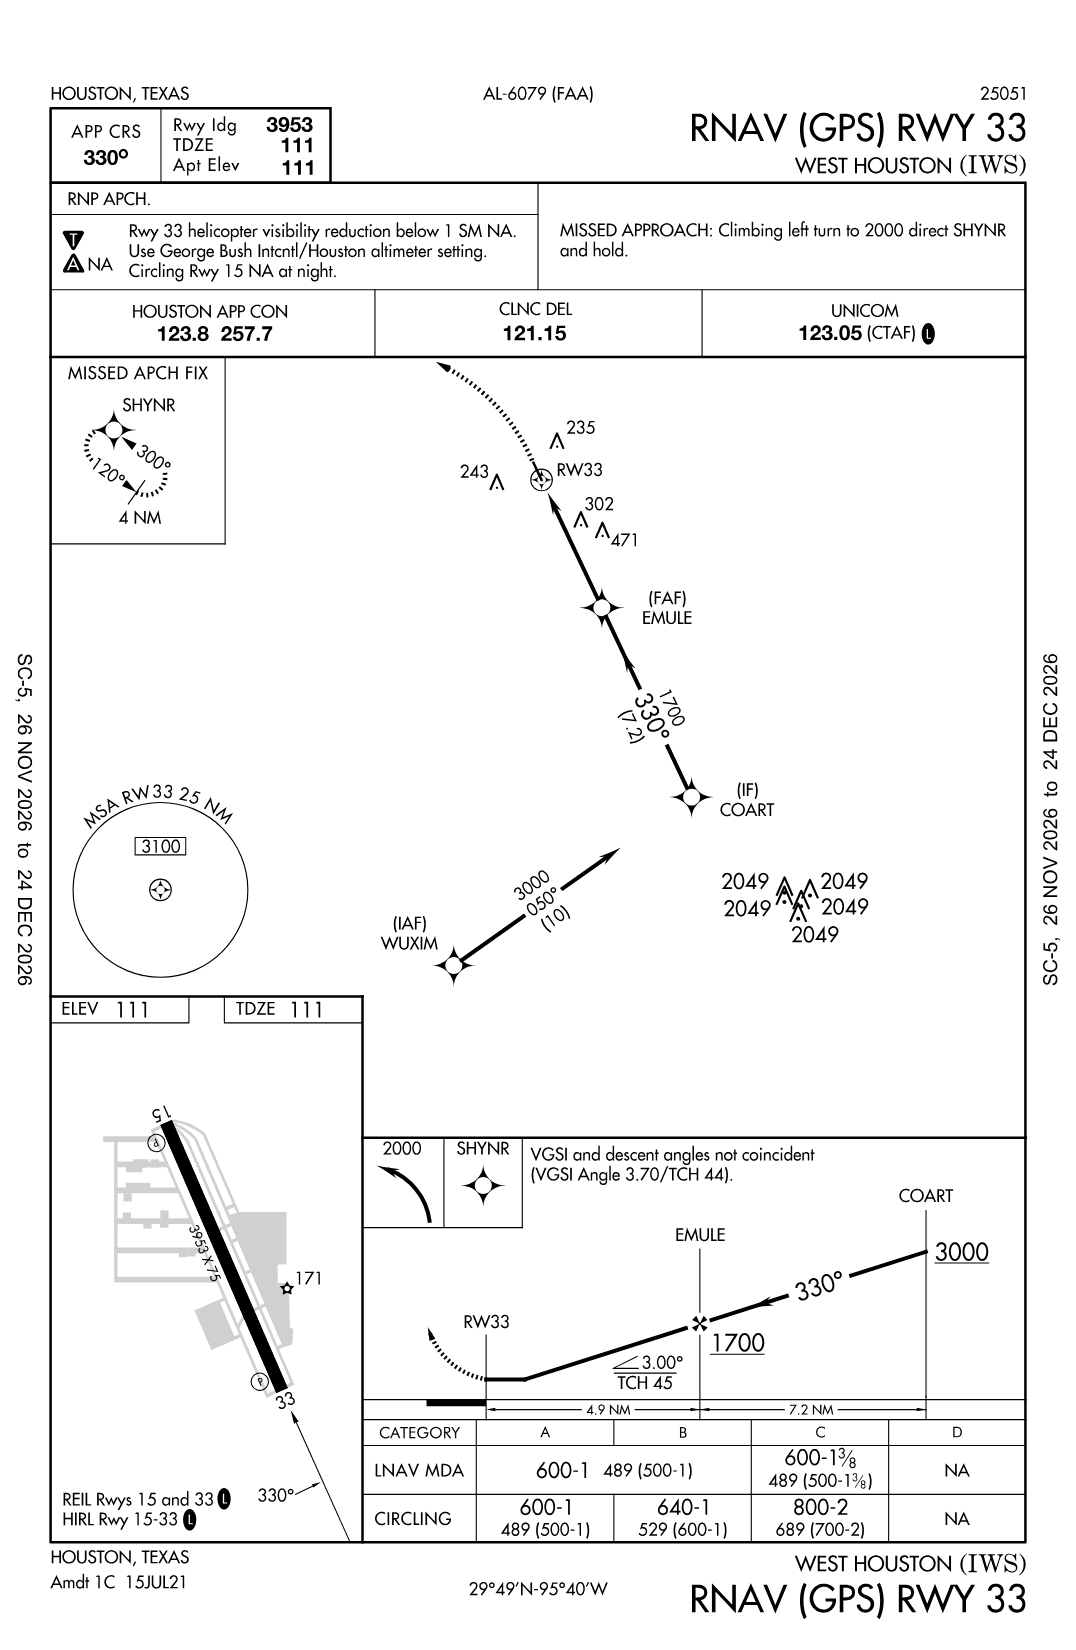 HOUSTON, TEXAS
AL-6079 (FAA)
25051
APP CRS
330°
Rwy ldg 3953
TDZE 111
Apt Elev 111
RNAV (GPS) RWY 33
WEST HOUSTON (IWS)
RNP APCH.
T
A NA
Rwy 33 helicopter visibility reduction below 1 SM NA.
Use George Bush Intcntl/Houston altimeter setting.
Circling Rwy 15 NA at night.
MISSED APPROACH: Climbing left turn to 2000 direct SHYNR
and hold.
HOUSTON APP CON
123.8 257.7
CLNC DEL
121.15
UNICOM
123.05 (CTAF) L
MISSED APCH FIX
SHYNR
300°
120°
4 NM
235
243
RW33
302
471
(FAF)
EMULE
1700
330°
(7.2)
(IF)
COART
MSA RW33 25 NM
3100
3000
050°
(10)
(IAF)
WUXIM
2049 2049
2049 2049
2049
SC-5, 26 NOV 2026 to 24 DEC 2026
SC-5, 26 NOV 2026 to 24 DEC 2026
ELEV 111
TDZE 111
15
P
3953 X 75
171
P
33
330°
REIL Rwys 15 and 33 L
HIRL Rwy 15-33 L
2000
SHYNR
VGSI and descent angles not coincident
(VGSI Angle 3.70/TCH 44).
COART
EMULE
3000
330°
RW33
1700
3.00°
TCH 45
4.9 NM
7.2 NM
CATEGORY A B C D
LNAV MDA 600-1 489 (500-1) 600-1⅜ 489 (500-1⅜) NA
CIRCLING 600-1 489 (500-1) 640-1 529 (600-1) 800-2 689 (700-2) NA
HOUSTON, TEXAS
Amdt 1C 15JUL21
29°49'N-95°40'W
WEST HOUSTON (IWS)
RNAV (GPS) RWY 33